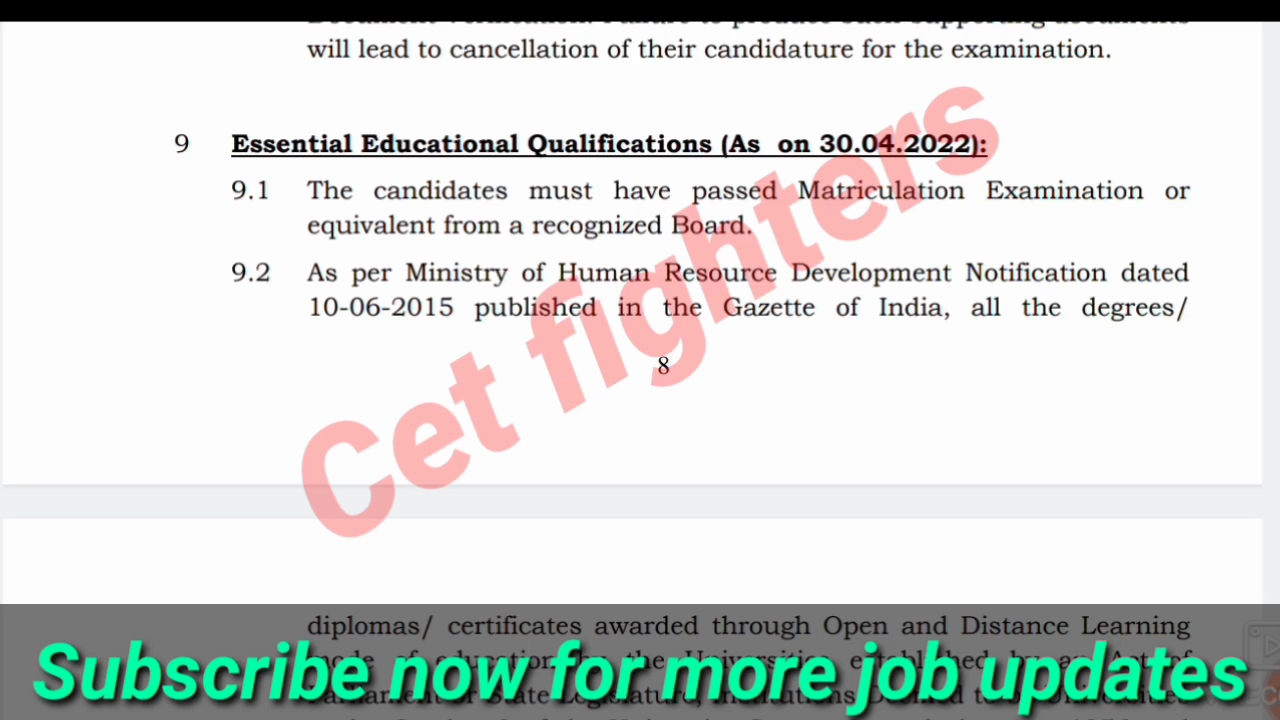 will lead to cancellation of their candidature for the examination.
9 Essential Educational Qualifications (As on 30.04.2022):
9.1 The candidates must have passed Matriculation Examination or
equivalent from a recognized Board.
9.2 As per Ministry of Human Resource Development Notification dated
10-06-2015 published in the Gazette of India, all the degrees/
Cet fighters
8
diplomas/ certificates awarded through Open and Distance Learning
Subscribe now for more job updates